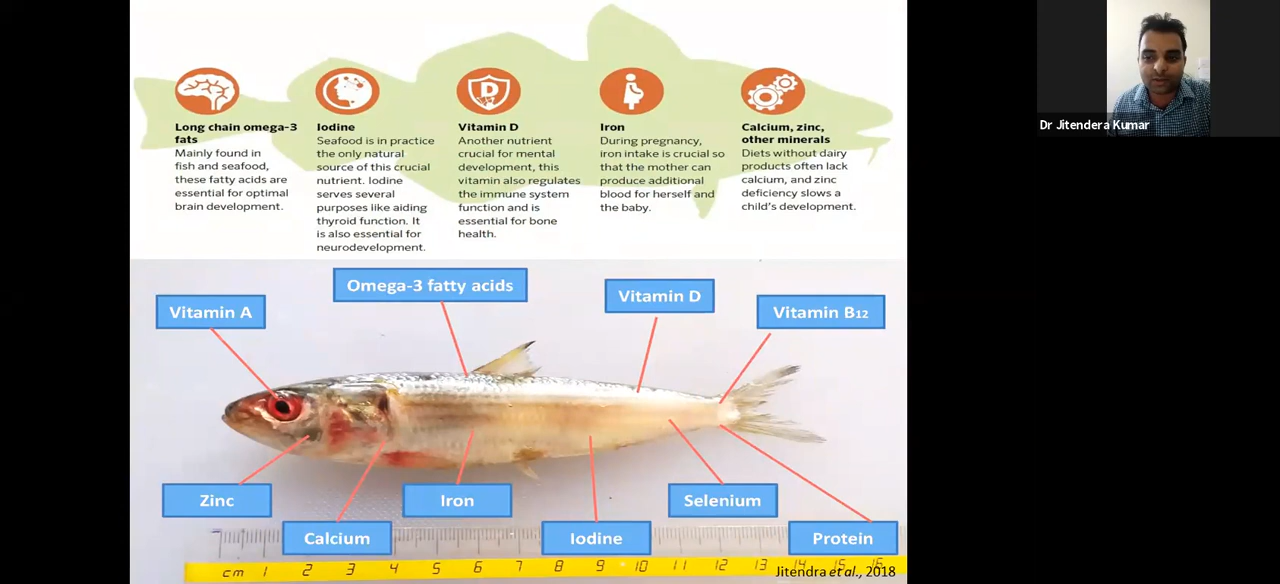 Long chain omega-3
fats
Mainly found in
fish and seafood,
these fatty acids are
essential for optimal
brain development.
Iodine
Seafood is in practice
the only natural
source of this crucial
nutrient. Iodine
serves several
purposes like aiding
thyroid function. It
is also essential for
neurodevelopment.
D
Vitamin D
Another nutrient
crucial for mental
development, this
vitamin also regulates
the immune system
function and is
essential for bone
health.
Iron
During pregnancy,
iron intake is crucial so
that the mother can
produce additional
blood for herself and
the baby.
Calcium, zinc,
other minerals
Diets without dairy
products often lack
calcium, and zinc
deficiency slows a
child's development.
Dr Jitendera Kumar
Vitamin A
Omega-3 fatty acids
Vitamin D
Vitamin B12
Zinc
Calcium
Iron
Iodine
Selenium
Protein
cm 1 2 3 4 5 6 7 8 9 10 11 12 13 14 15 16
Jitendra et al., 2018